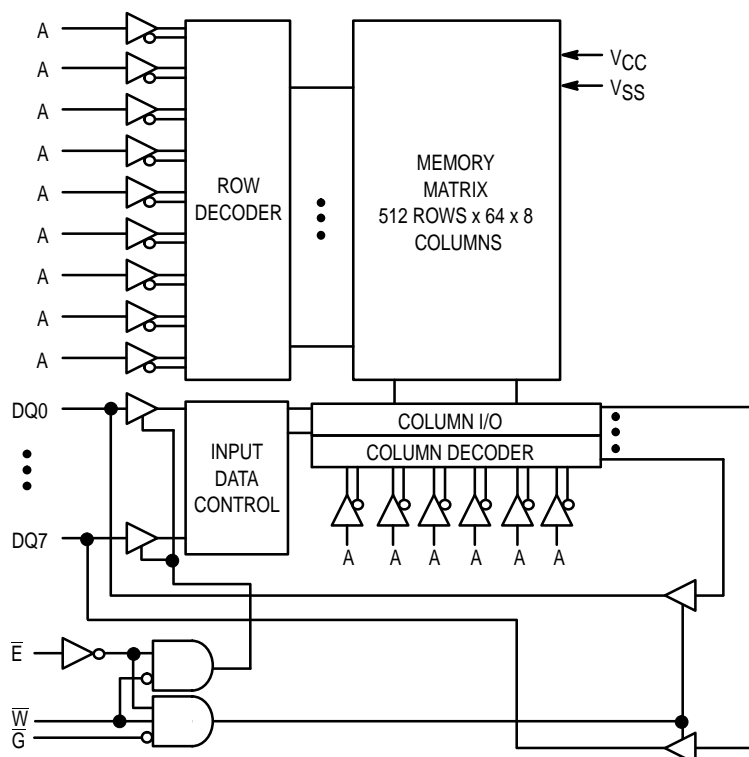 A
A
A
A
A
A
A
A
A
ROW
DECODER
MEMORY
MATRIX
512 ROWS x 64 x 8
COLUMNS
VCC
VSS
DQ0
DQ7
INPUT
DATA
CONTROL
COLUMN I/O
COLUMN DECODER
A A A A A A
E̅
W̅
G̅